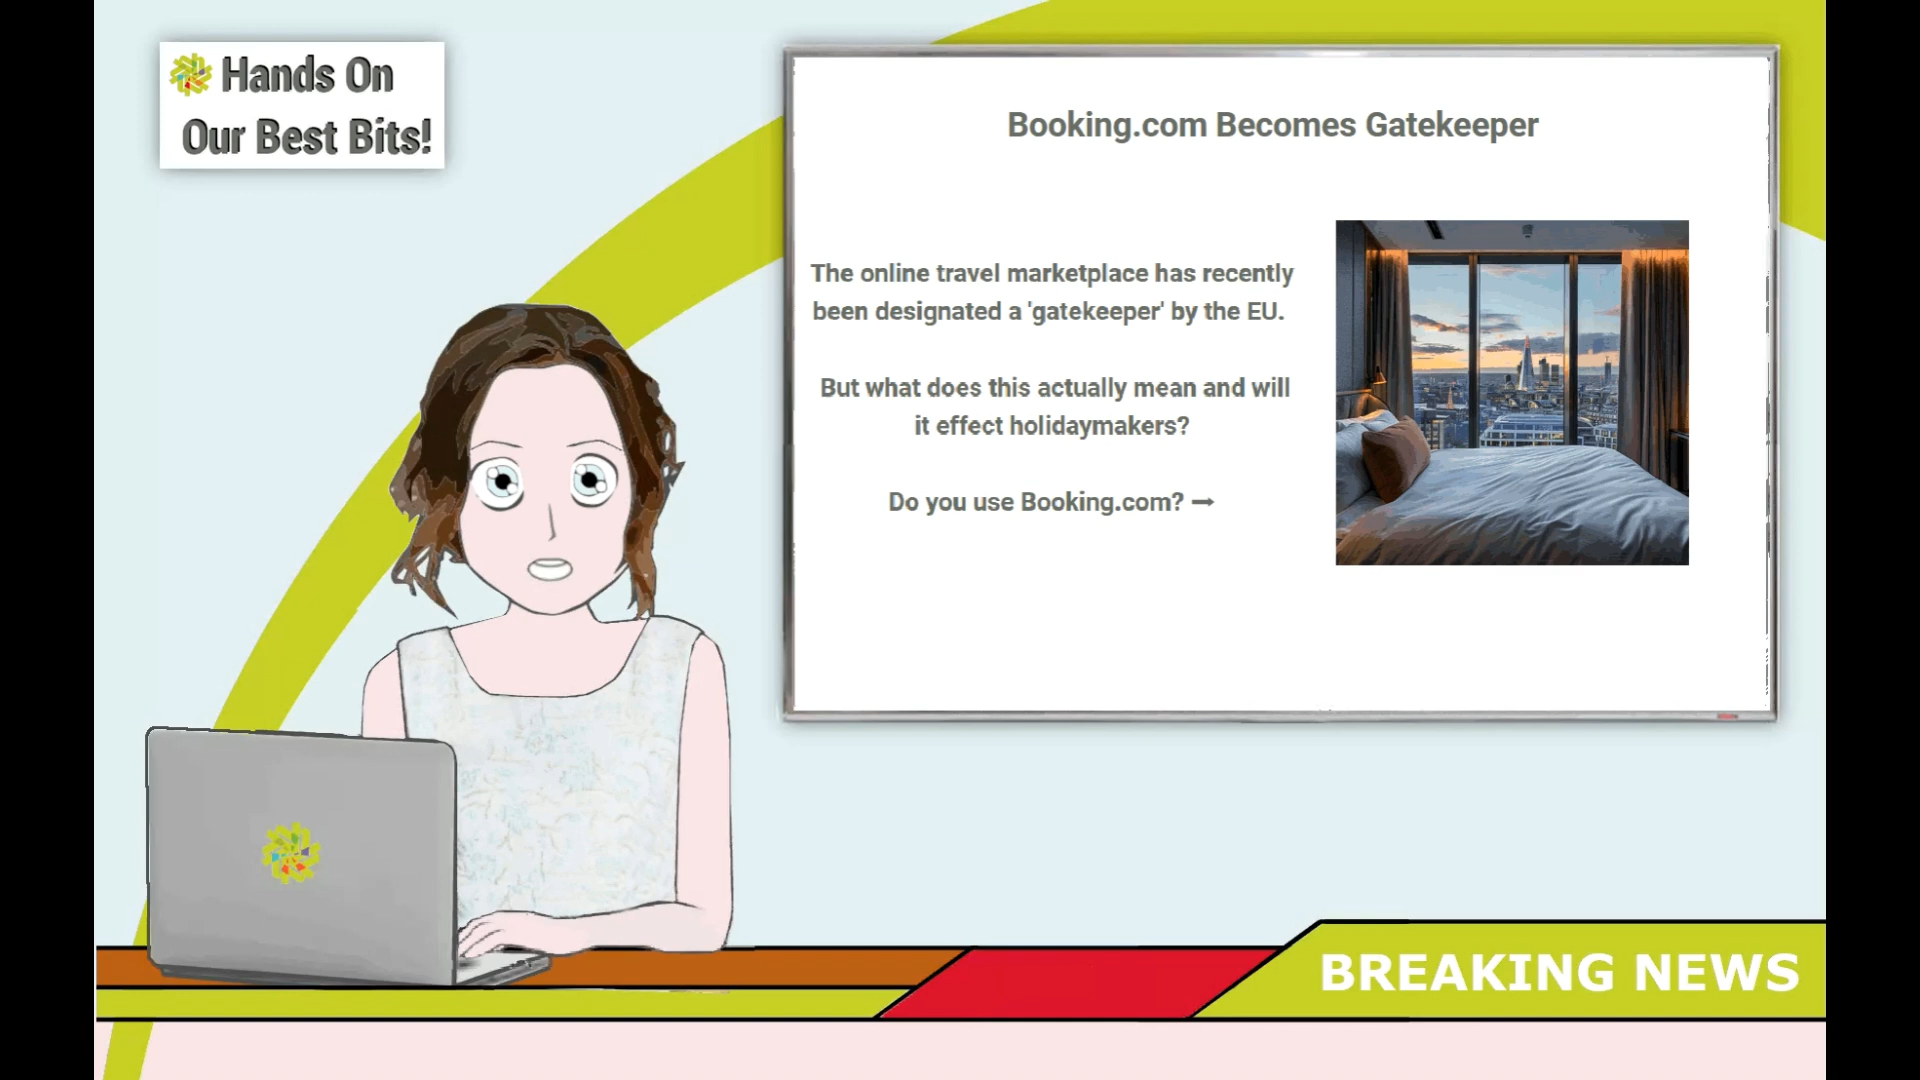 Hands On
Our Best Bits!
Booking.com Becomes Gatekeeper
The online travel marketplace has recently
been designated a 'gatekeeper' by the EU.
But what does this actually mean and will
it effect holidaymakers?
Do you use Booking.com? ➞
BREAKING NEWS